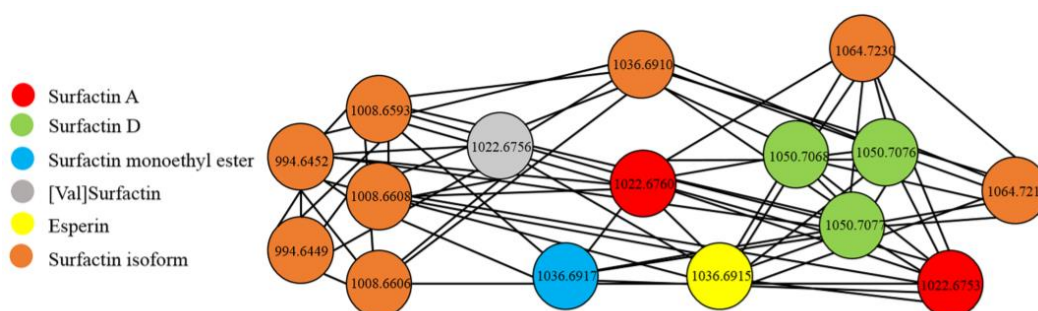 Surfactin A
Surfactin D
Surfactin monoethyl ester
[Val]Surfactin
Esperin
Surfactin isoform
1064.7230
1036.6910
1008.6593
1022.6756
1050.7068
1050.7076
994.6452
1022.6760
1064.721
1008.6608
1050.7077
994.6449
1008.6606
1036.6917
1036.6915
1022.6753